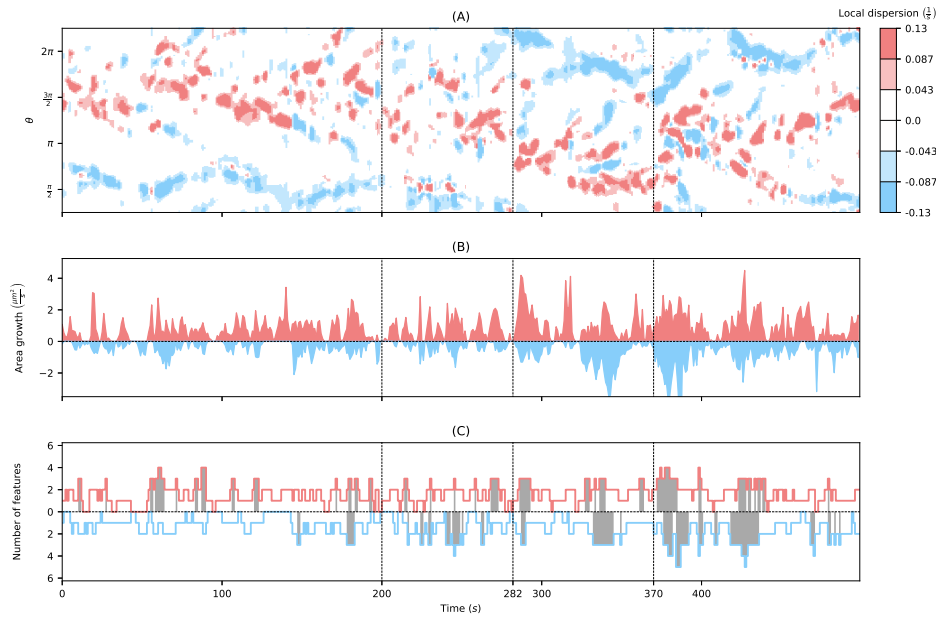 (A)
Local dispersion (1/s)
θ
2π
3π/2
π
π/2
0.13
0.087
0.043
0.0
-0.043
-0.087
-0.13
(B)
Area growth (μm²/s)
4
2
0
−2
(C)
Number of features
6
4
2
0
2
4
6
0
100
200
282
300
370
400
Time (s)